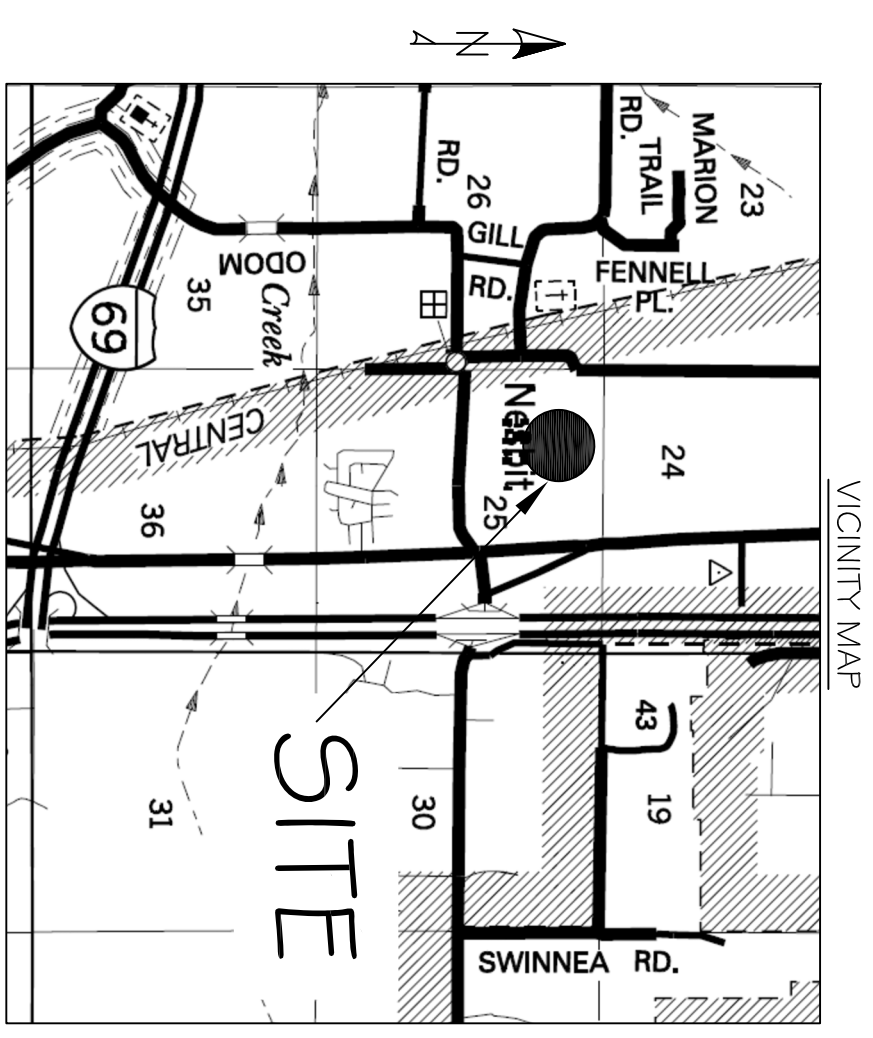 VICINITY MAP
N
23
MARION
TRAIL
RD.
FENNELL
PL.
24
43
19
SWINNEA RD.
26
GILL
RD.
RD.
Nesbit
25
30
SITE
ODOM
Creek
CENTRAL
35
36
31
69